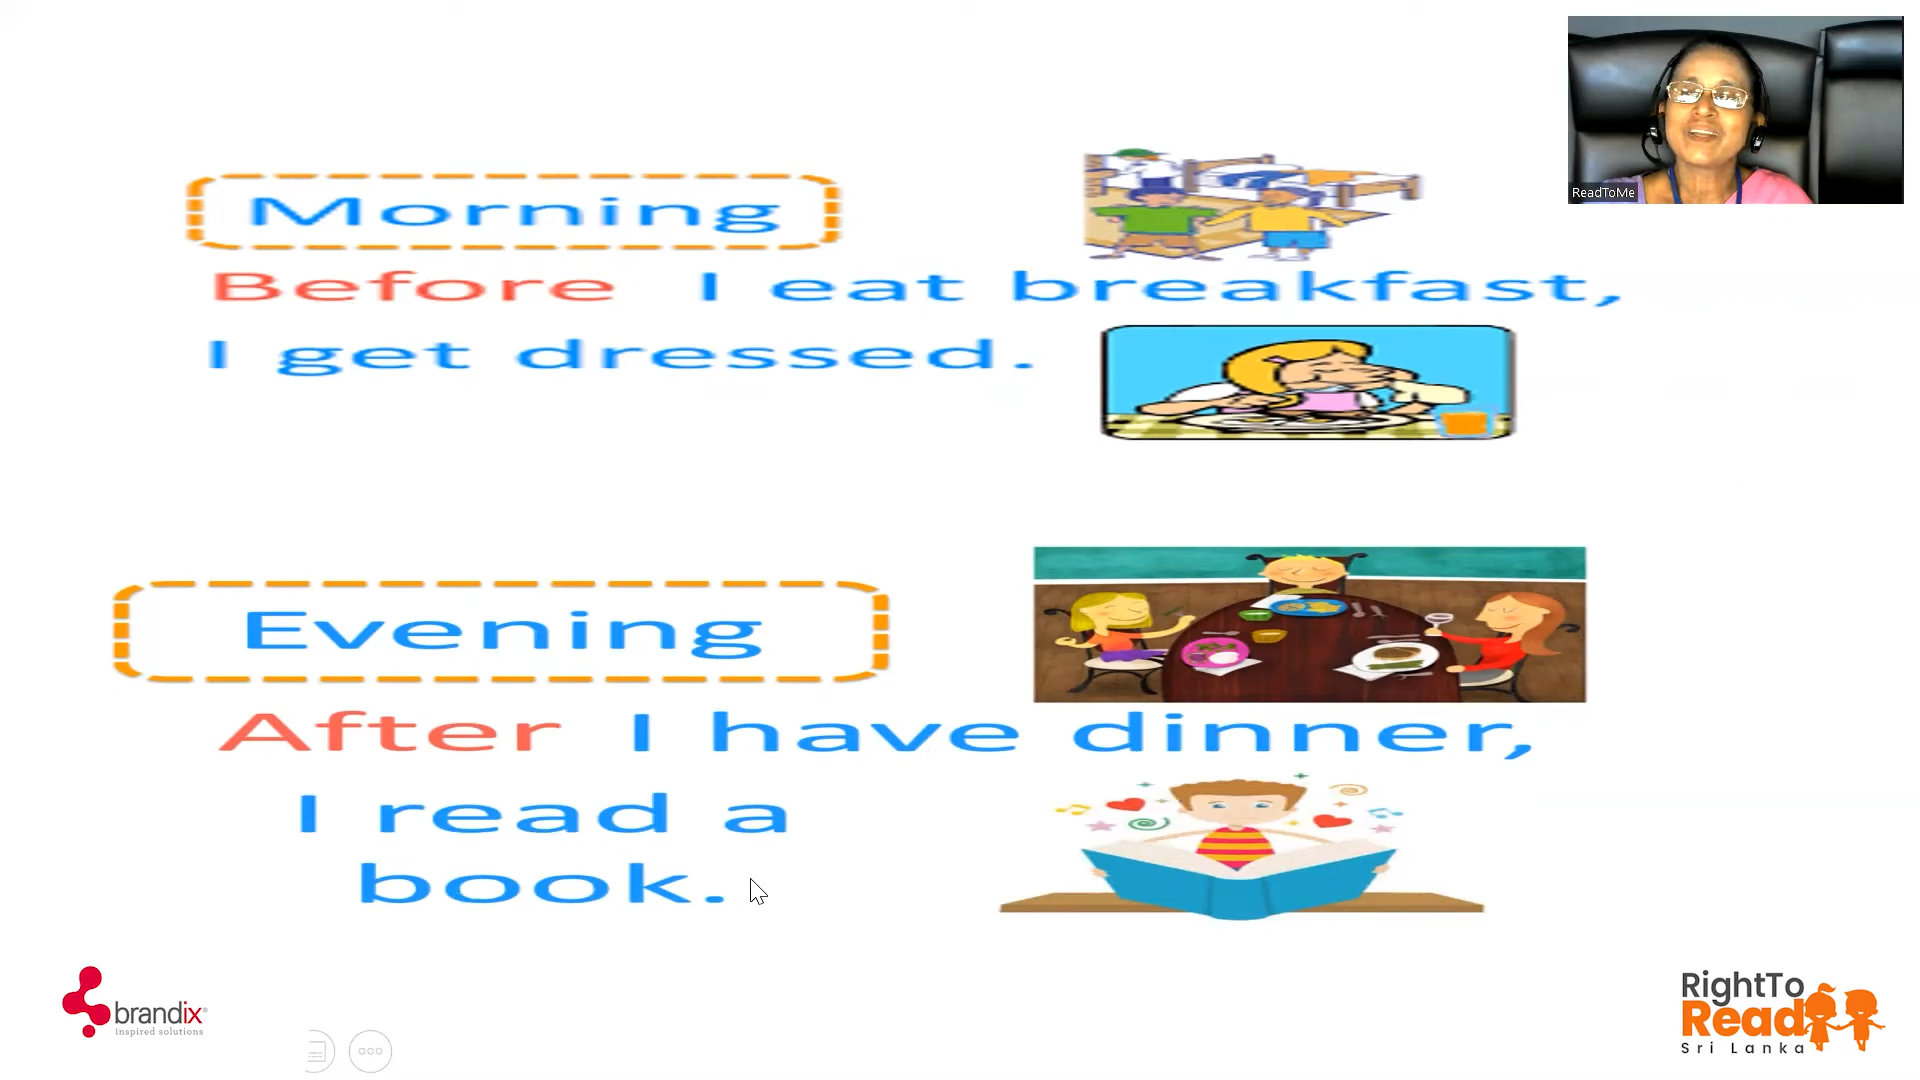 ReadToMe
Morning
Before I eat breakfast,
I get dressed.
Evening
After I have dinner,
I read a
book.
brandix
inspired solutions
RightTo
Read
Sri Lanka